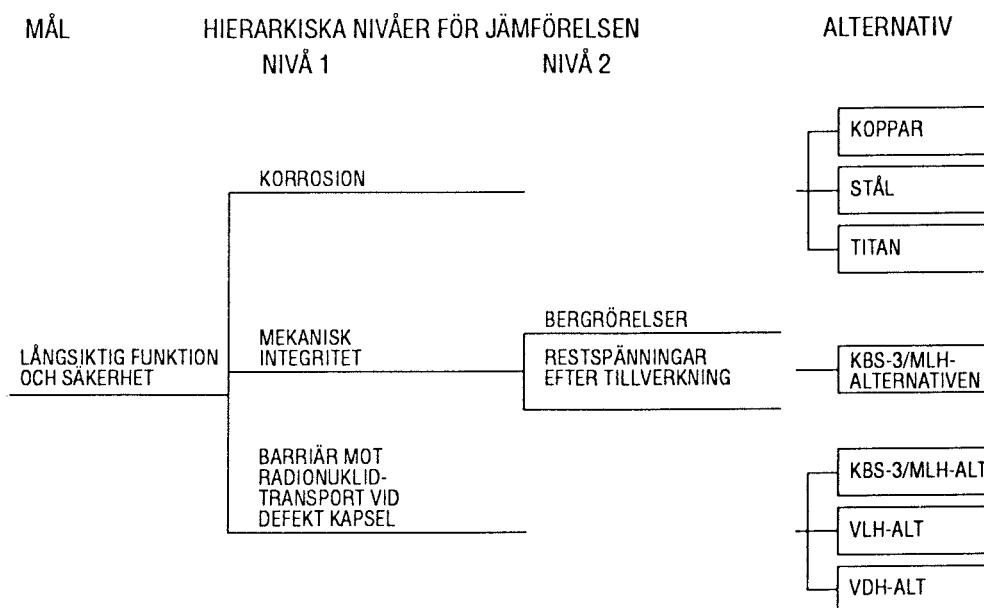 MÅL
HIERARKISKA NIVÅER FÖR JÄMFÖRELSEN
ALTERNATIV
NIVÅ 1
NIVÅ 2
LÅNGSIKTIG FUNKTION
OCH SÄKERHET
KORROSION
MEKANISK
INTEGRITET
BARRIÄR MOT
RADIONUKLID-
TRANSPORT VID
DEFEKT KAPSEL
BERGRÖRELSER
RESTSPÄNNINGAR
EFTER TILLVERKNING
KOPPAR
STÅL
TITAN
KBS-3/MLH-
ALTERNATIVEN
KBS-3/MLH-ALT
VLH-ALT
VDH-ALT